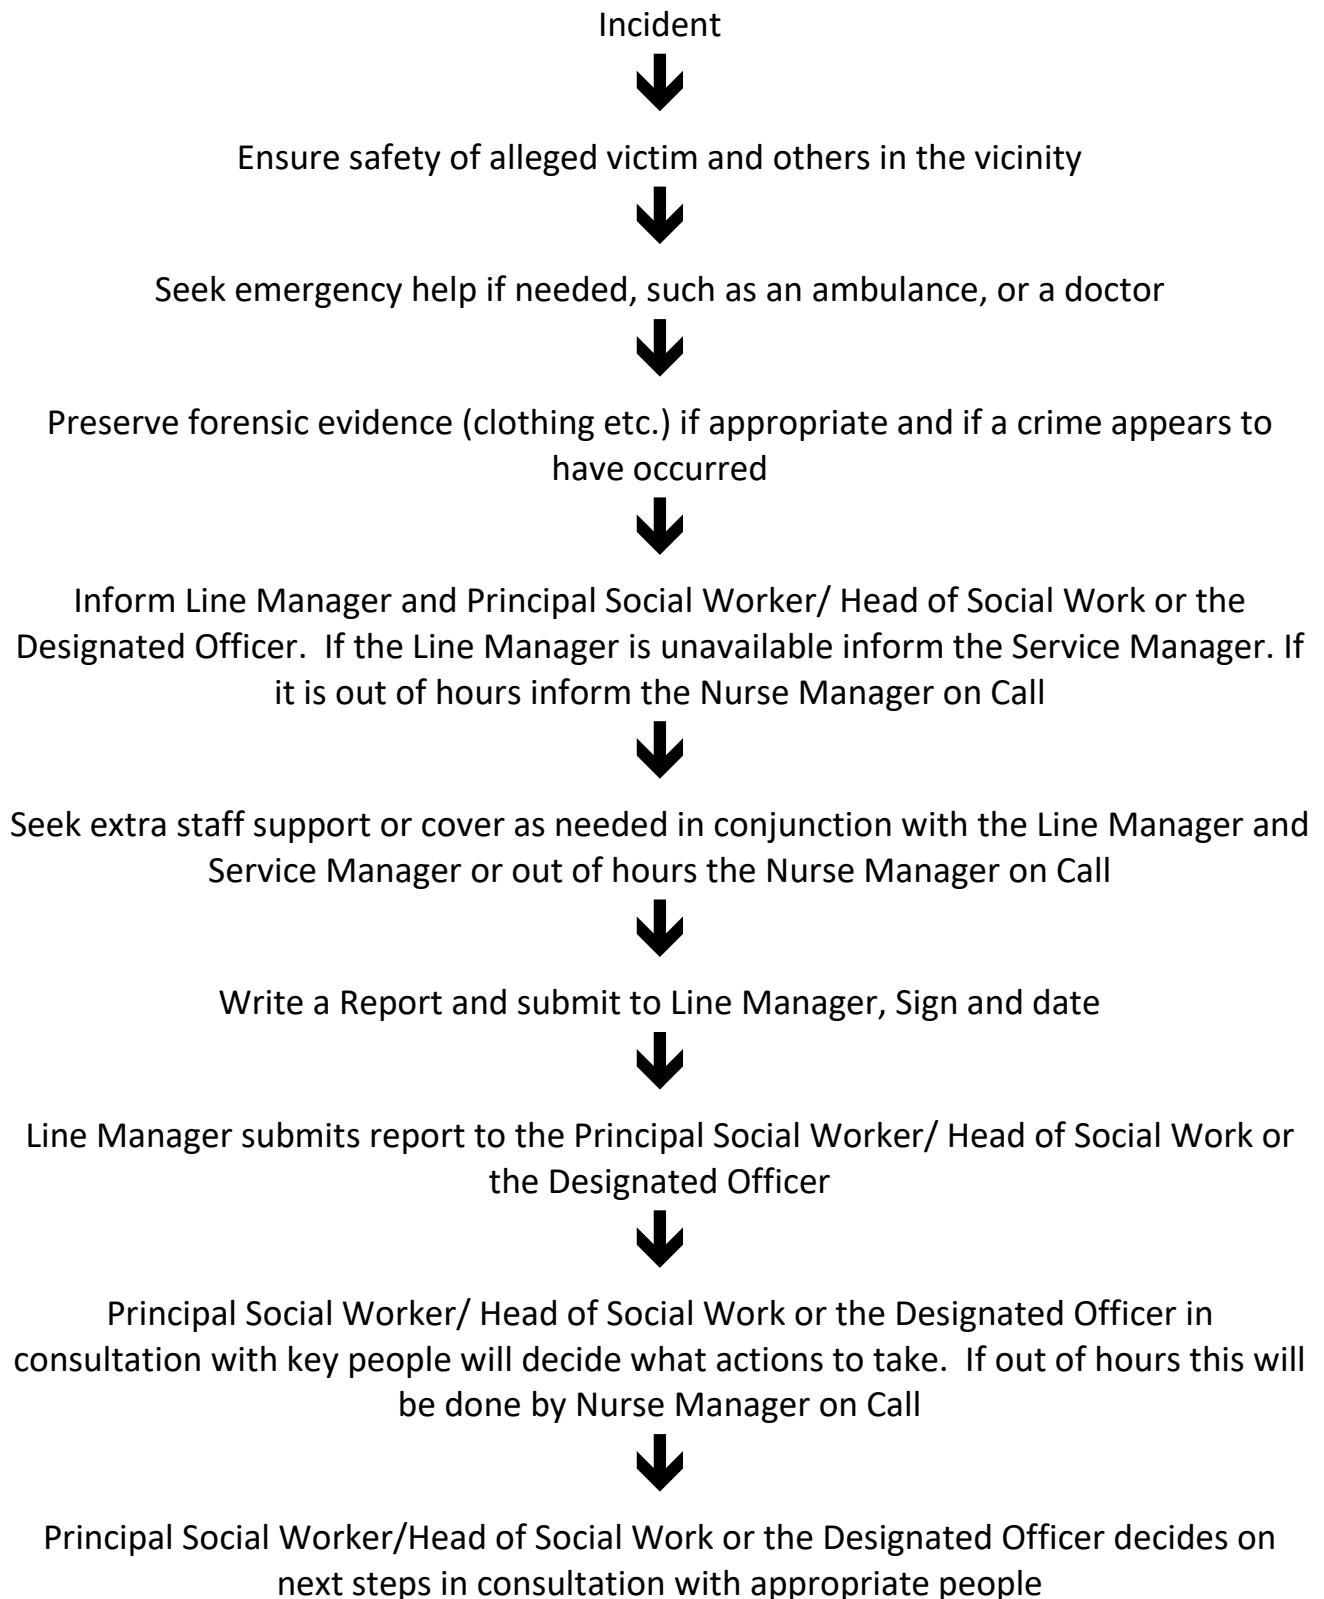 Incident
Ensure safety of alleged victim and others in the vicinity
Seek emergency help if needed, such as an ambulance, or a doctor
Preserve forensic evidence (clothing etc.) if appropriate and if a crime appears to
have occurred
Inform Line Manager and Principal Social Worker/ Head of Social Work or the
Designated Officer.  If the Line Manager is unavailable inform the Service Manager. If
it is out of hours inform the Nurse Manager on Call
Seek extra staff support or cover as needed in conjunction with the Line Manager and
Service Manager or out of hours the Nurse Manager on Call
Write a Report and submit to Line Manager, Sign and date
Line Manager submits report to the Principal Social Worker/ Head of Social Work or
the Designated Officer
Principal Social Worker/ Head of Social Work or the Designated Officer in
consultation with key people will decide what actions to take.  If out of hours this will
be done by Nurse Manager on Call
Principal Social Worker/Head of Social Work or the Designated Officer decides on
next steps in consultation with appropriate people